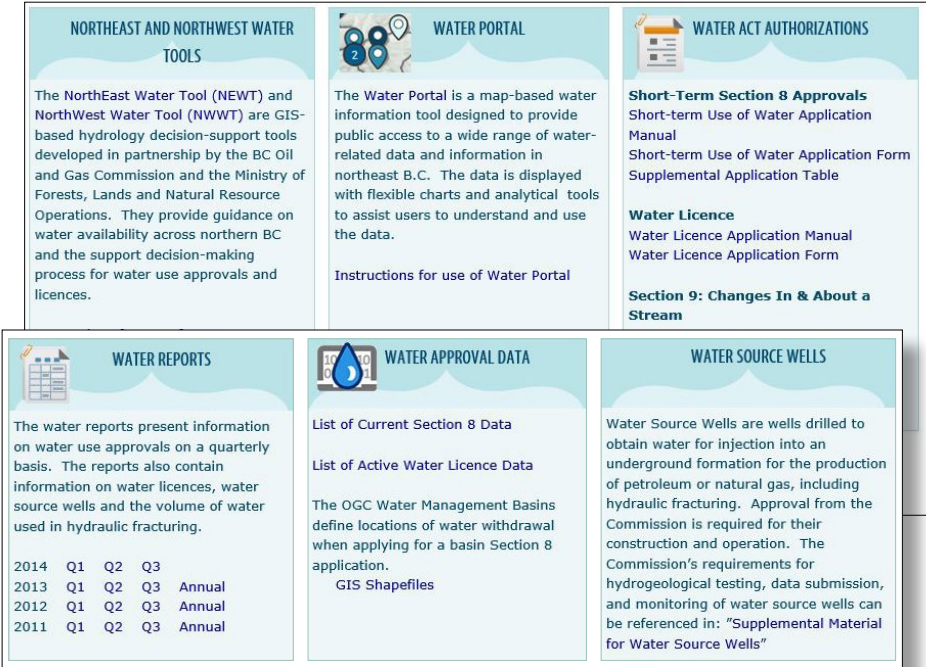 NORTHEAST AND NORTHWEST WATER
TOOLS
The NorthEast Water Tool (NEWT) and
NorthWest Water Tool (NWWT) are GIS-
based hydrology decision-support tools
developed in partnership by the BC Oil
and Gas Commission and the Ministry of
Forests, Lands and Natural Resource
Operations. They provide guidance on
water availability across northern BC
and the support decision-making
process for water use approvals and
licences.
2
WATER PORTAL
The Water Portal is a map-based water
information tool designed to provide
public access to a wide range of water-
related data and information in
northeast B.C. The data is displayed
with flexible charts and analytical tools
to assist users to understand and use
the data.
Instructions for use of Water Portal
WATER ACT AUTHORIZATIONS
Short-Term Section 8 Approvals
Short-term Use of Water Application
Manual
Short-term Use of Water Application Form
Supplemental Application Table
Water Licence
Water Licence Application Manual
Water Licence Application Form
Section 9: Changes In & About a
Stream
WATER REPORTS
The water reports present information
on water use approvals on a quarterly
basis. The reports also contain
information on water licences, water
source wells and the volume of water
used in hydraulic fracturing.
2014 Q1 Q2 Q3
2013 Q1 Q2 Q3 Annual
2012 Q1 Q2 Q3 Annual
2011 Q1 Q2 Q3 Annual
WATER APPROVAL DATA
List of Current Section 8 Data
List of Active Water Licence Data
The OGC Water Management Basins
define locations of water withdrawal
when applying for a basin Section 8
application.
GIS Shapefiles
WATER SOURCE WELLS
Water Source Wells are wells drilled to
obtain water for injection into an
underground formation for the production
of petroleum or natural gas, including
hydraulic fracturing. Approval from the
Commission is required for their
construction and operation. The
Commission's requirements for
hydrogeological testing, data submission,
and monitoring of water source wells can
be referenced in: "Supplemental Material
for Water Source Wells"